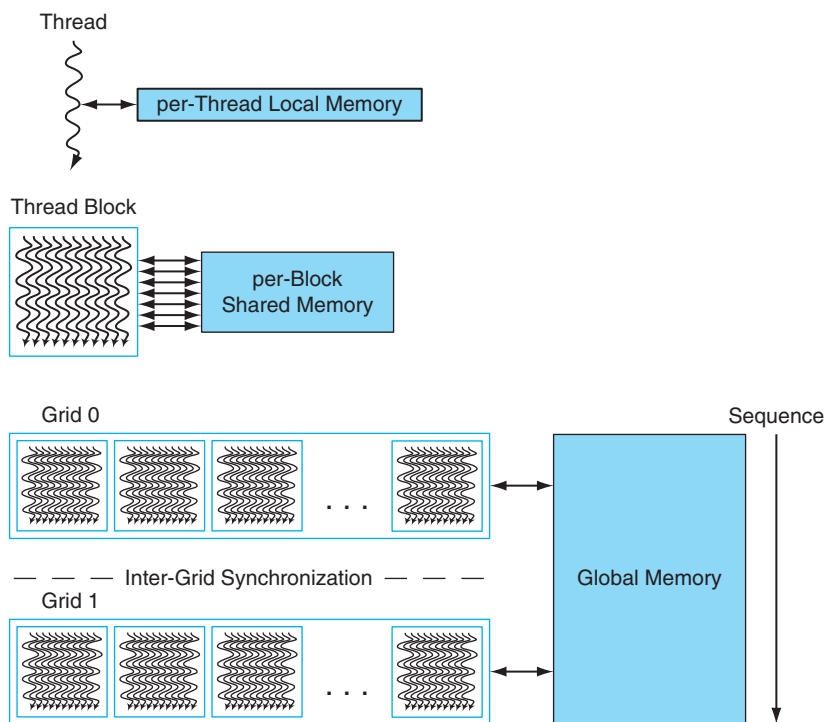 Thread
per-Thread Local Memory
Thread Block
per-Block
Shared Memory
Grid 0
Sequence
. . .
Inter-Grid Synchronization
Global Memory
Grid 1
. . .